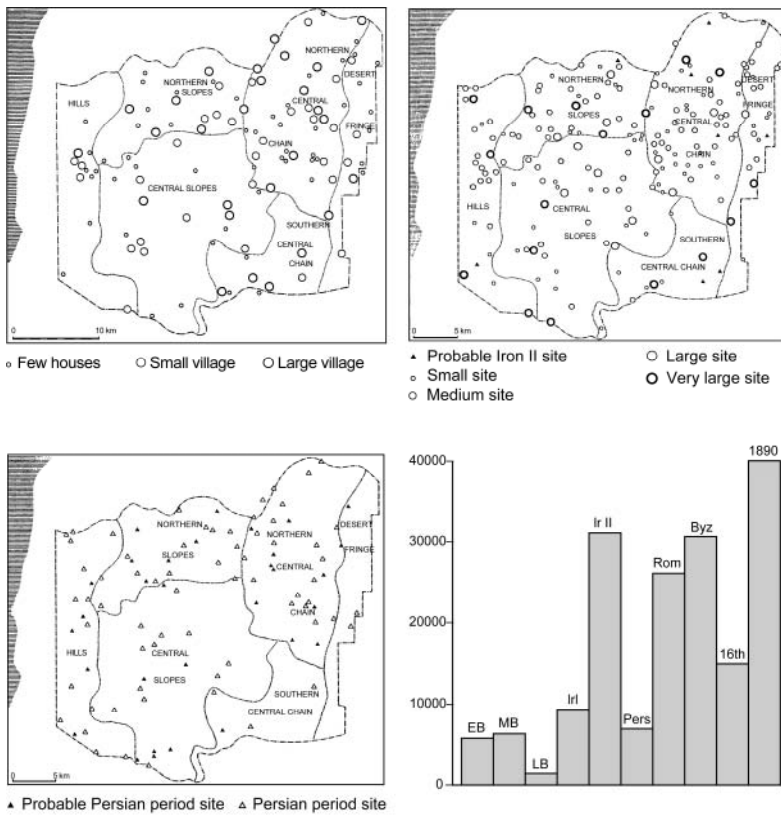 NORTHERN
DESERT
NORTHERN
SLOPES
HILLS
CENTRAL
FRINGE
CHAIN
CENTRAL SLOPES
SOUTHERN
CENTRAL
CHAIN
0 10 km
Few houses Small village Large village
NORTHERN
DESERT
NORTHERN
FRINGE
SLOPES
CENTRAL
CHAIN
HILLS
CENTRAL
SLOPES
SOUTHERN
CENTRAL CHAIN
0 5 km
Probable Iron II site Large site
Small site Very large site
Medium site
NORTHERN
DESERT
NORTHERN
FRINGE
SLOPES
CENTRAL
CHAIN
HILLS
CENTRAL
SLOPES
SOUTHERN
CENTRAL CHAIN
0 5 km
Probable Persian period site Persian period site
1890
40000
Ir II
Byz
30000
Rom
20000
16th
IrI
10000
Pers
MB
EB
LB
0